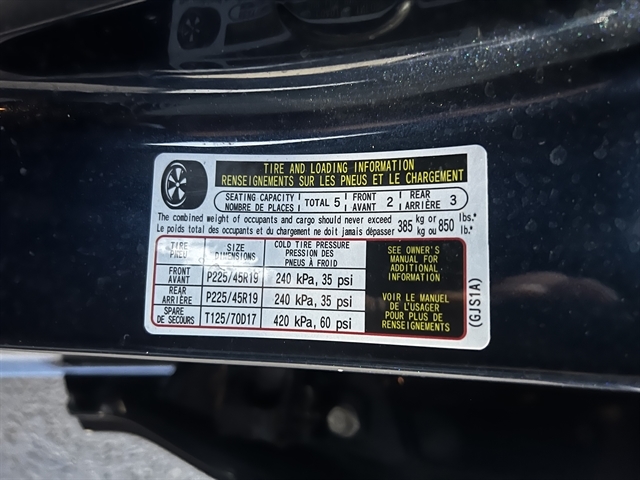 TIRE AND LOADING INFORMATION
RENSEIGNEMENTS SUR LES PNEUS ET LE CHARGEMENT
SEATING CAPACITY
NOMBRE DE PLACES
TOTAL 5
FRONT
AVANT 2
REAR
ARRIÈRE 3
The combined weight of occupants and cargo should never exceed 385 kg or 850 lbs.*
Le poids total des occupants et du chargement ne doit jamais dépasser kg ou lb.*
TIRE
PNEU
SIZE
DIMENSIONS
COLD TIRE PRESSURE
PRESSION DES
PNEUS À FROID
FRONT
AVANT
P225/45R19
240 kPa, 35 psi
REAR
ARRIÈRE
P225/45R19
240 kPa, 35 psi
SPARE
DE SECOURS
T125/70D17
420 kPa, 60 psi
SEE OWNER'S
MANUAL FOR
ADDITIONAL
INFORMATION
VOIR LE MANUEL
DE L'USAGER
POUR PLUS DE
RENSEIGNEMENTS
(GJS1A)